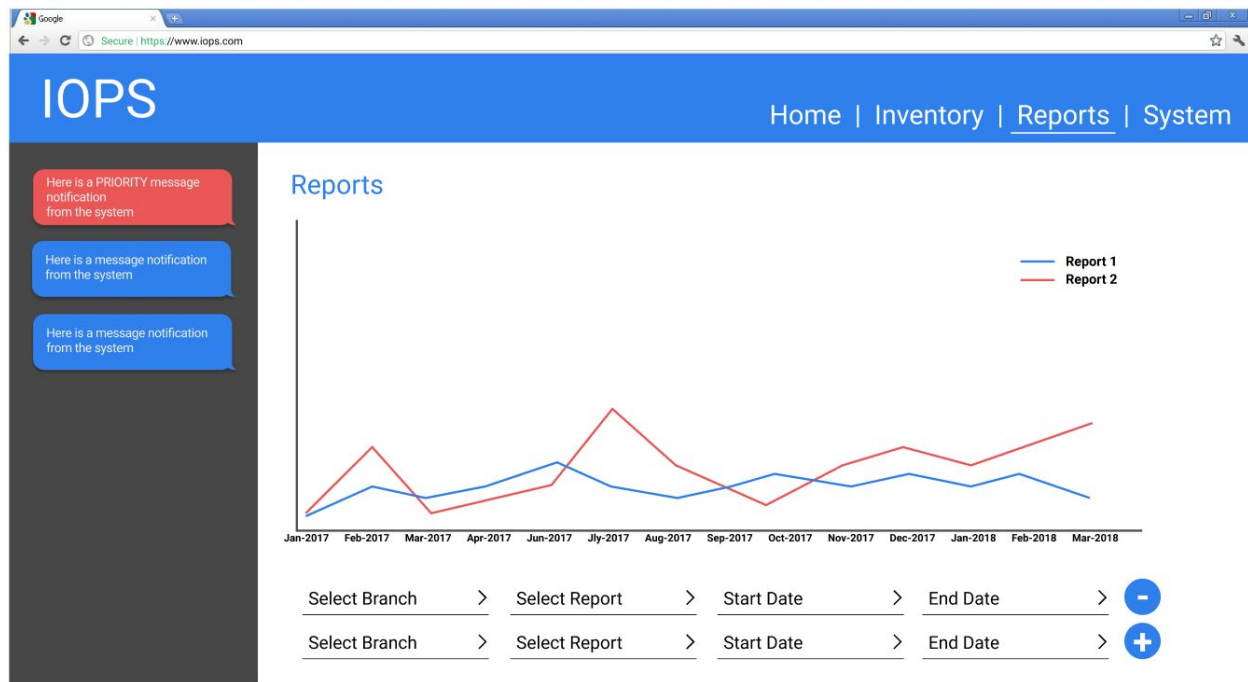 Google
Secure | https://www.iops.com
IOPS
Home | Inventory | Reports | System
Here is a PRIORITY message
notification
from the system
Here is a message notification
from the system
Here is a message notification
from the system
Reports
Report 1
Report 2
Jan-2017 Feb-2017 Mar-2017 Apr-2017 Jun-2017 Jly-2017 Aug-2017 Sep-2017 Oct-2017 Nov-2017 Dec-2017 Jan-2018 Feb-2018 Mar-2018
Select Branch > Select Report > Start Date > End Date > -
Select Branch > Select Report > Start Date > End Date > +